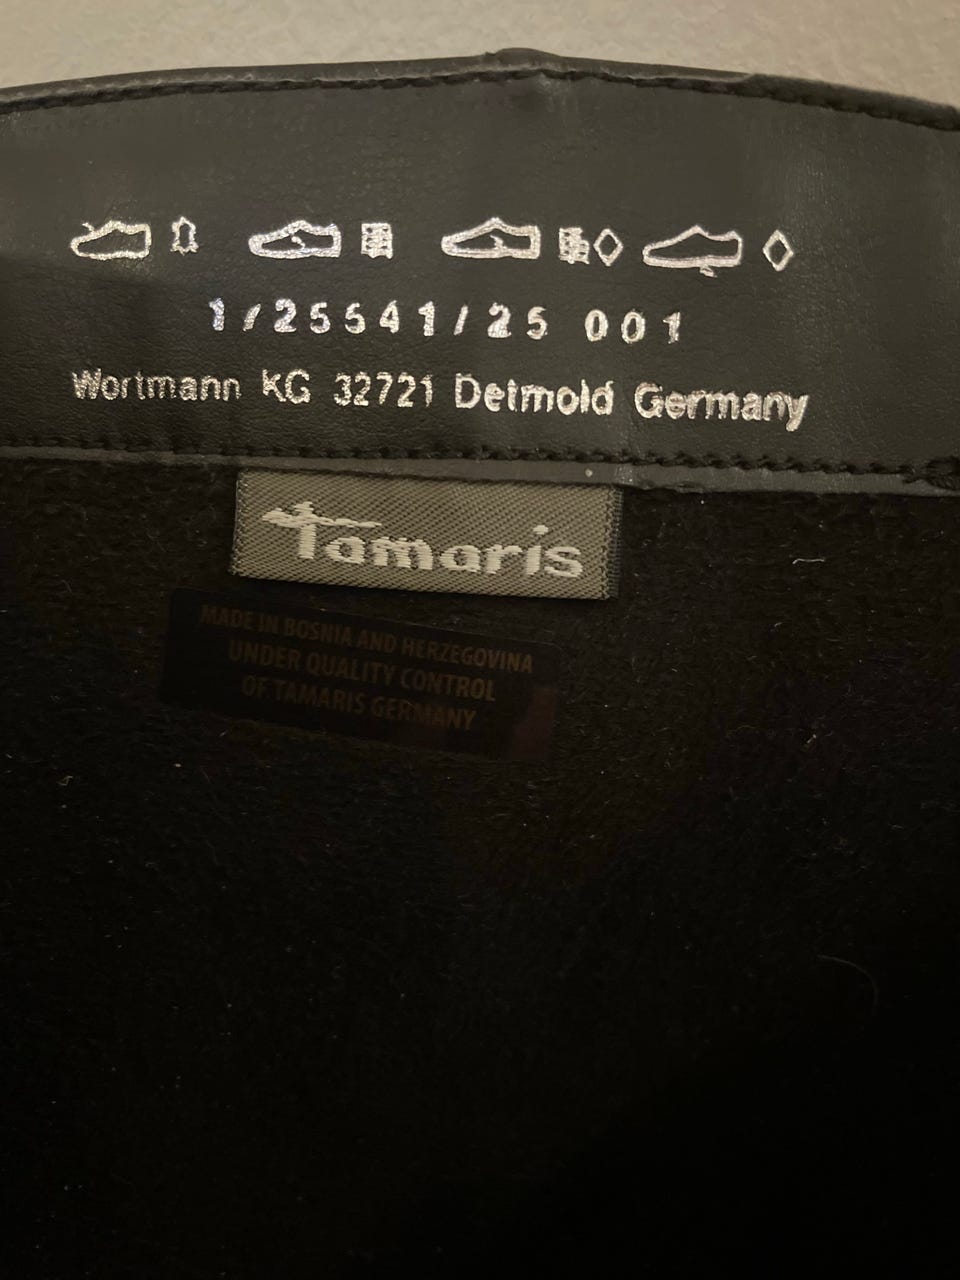 1/25541/25 001
Wortmann KG 32721 Detmold Germany
Tamaris
MADE IN BOSNIA AND HERZEGOVINA
UNDER QUALITY CONTROL
OF TAMARIS GERMANY